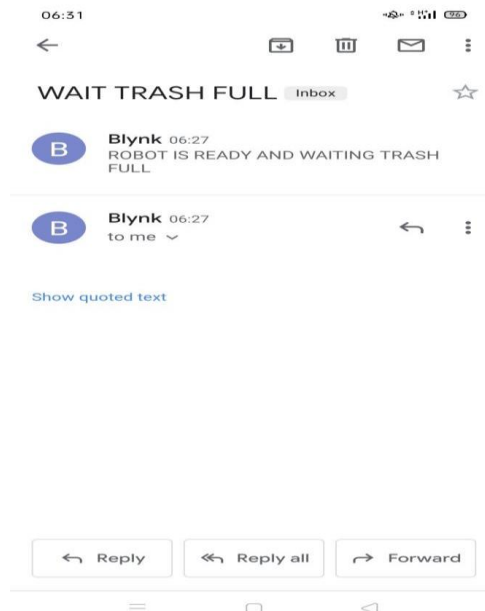 06:31
96
WAIT TRASH FULL Inbox
B
Blynk 06:27
ROBOT IS READY AND WAITING TRASH
FULL
B
Blynk 06:27
to me
Show quoted text
Reply
Reply all
Forward